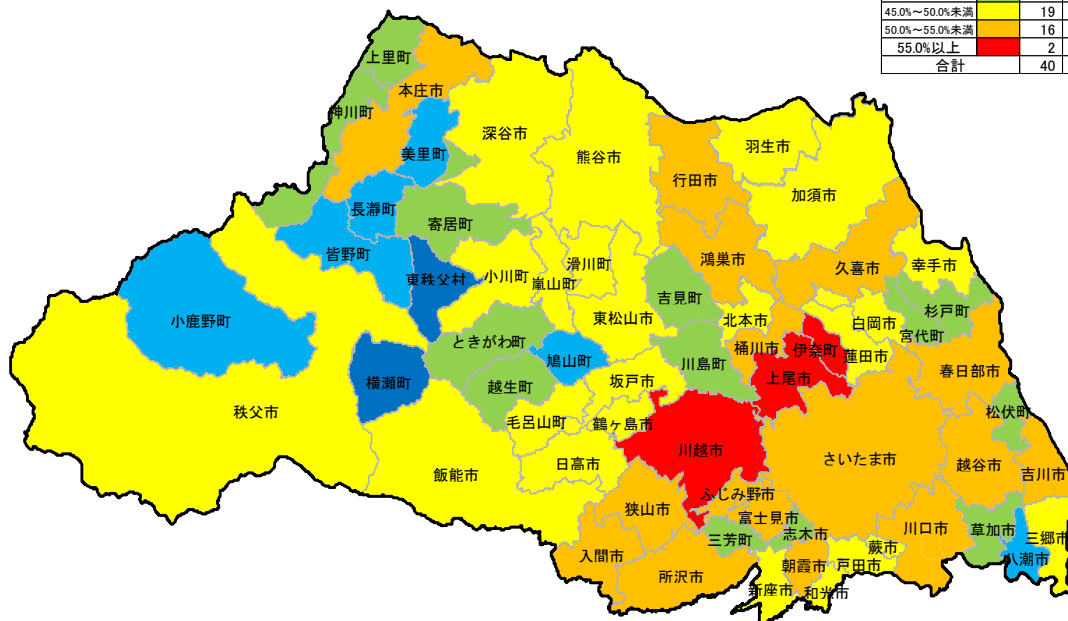 45.0%～50.0%未満 19
50.0%～55.0%未満 16
55.0%以上 2
合計 40
上里町
本庄市
神川町
美里町
深谷市
熊谷市
羽生市
行田市
加須市
長瀞町
寄居町
皆野町
東秩父村
小川町
嵐山町
滑川町
鴻巣市
久喜市
幸手市
吉見町
杉戸町
小鹿野町
東松山市
北本市
白岡市
宮代町
ときがわ町
鳩山町
川島町
桶川市
伊奈町
蓮田市
横瀬町
越生町
坂戸市
上尾市
春日部市
秩父市
毛呂山町
鶴ヶ島市
松伏町
川越市
さいたま市
飯能市
日高市
越谷市
吉川市
ふじみ野市
狭山市
富士見市
三芳町
志木市
川口市
草加市
三郷市
入間市
蕨市
八潮市
所沢市
朝霞市
戸田市
新座市
和光市